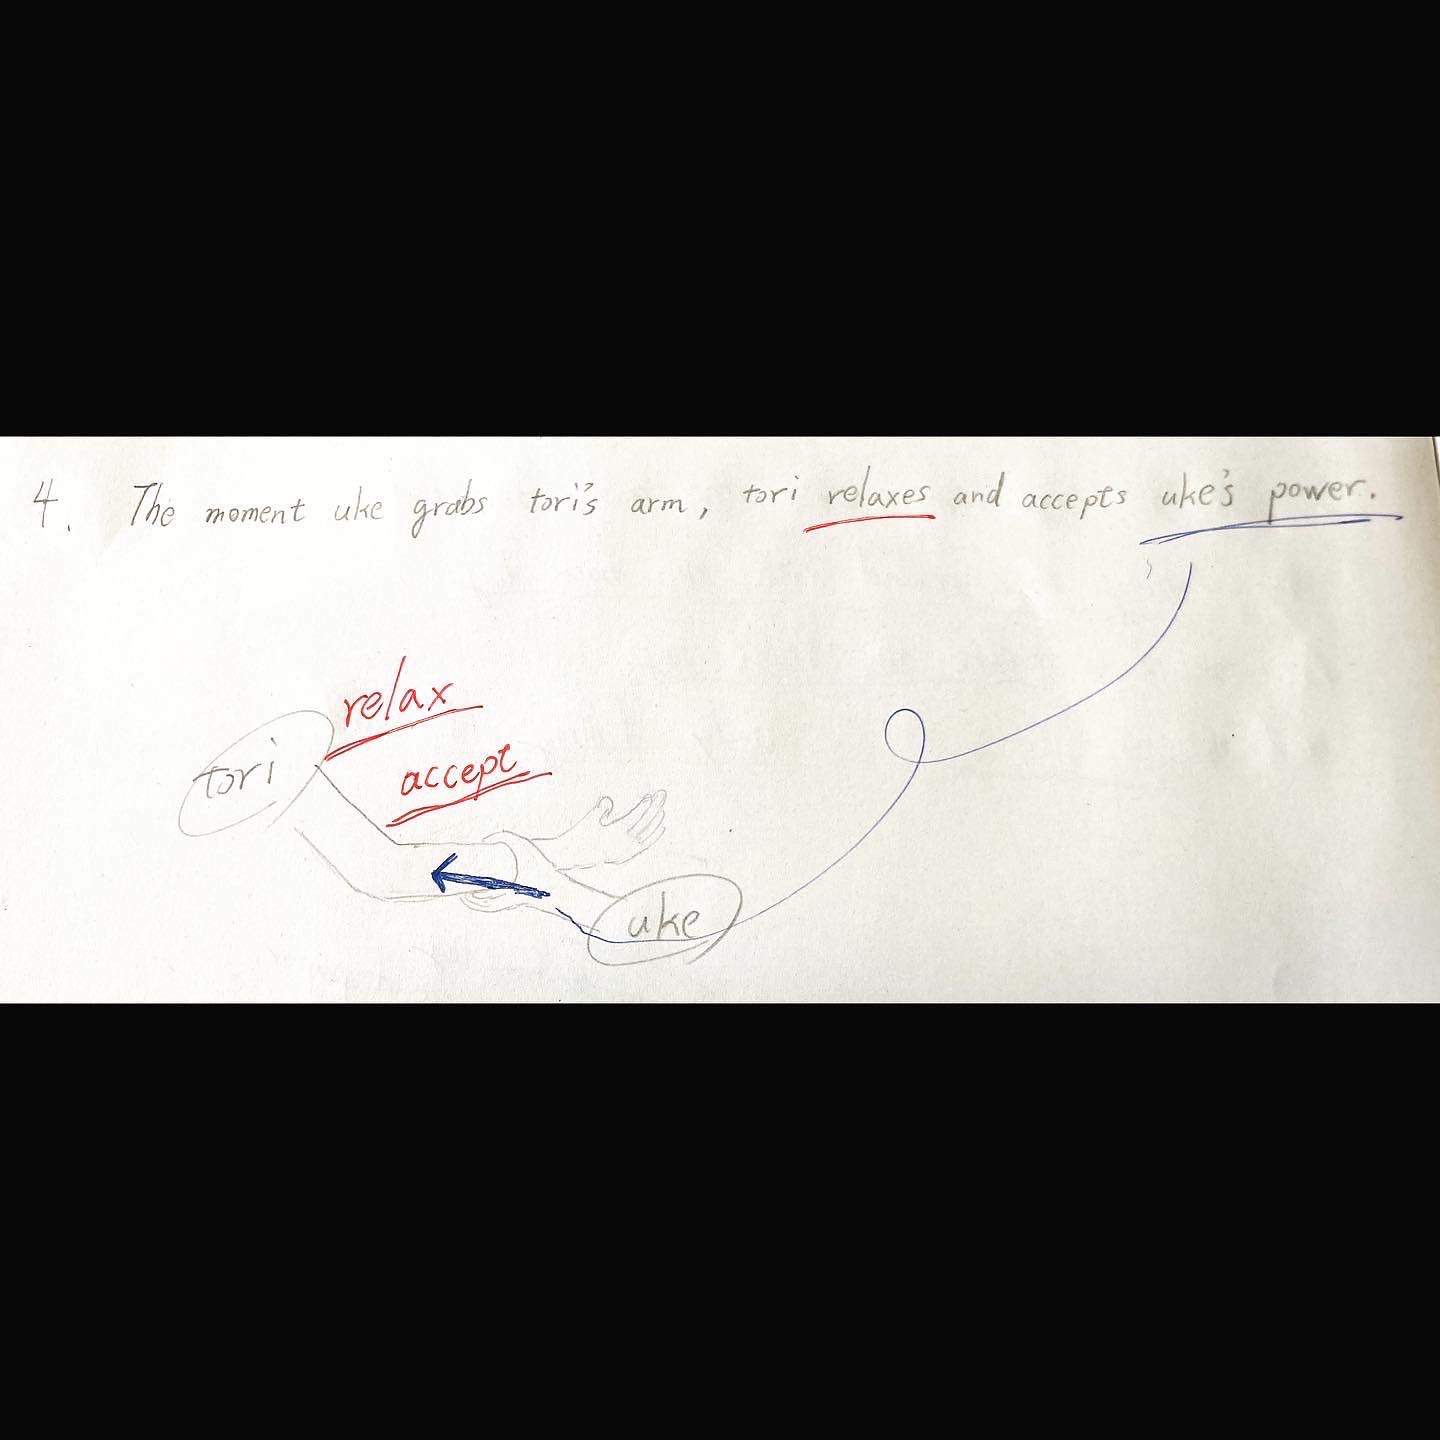 4. The moment uke grabs tori's arm, tori relaxes and accepts uke's power.
relax
accept
tori
uke